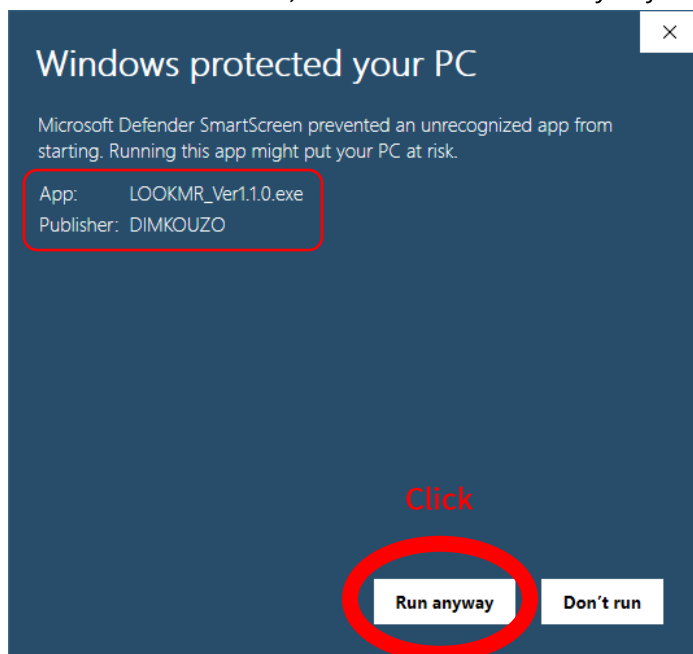 Windows protected your PC
Microsoft Defender SmartScreen prevented an unrecognized app from
starting. Running this app might put your PC at risk.
App: LOOKMR_Ver1.1.0.exe
Publisher: DIMKOUZO
Click
Run anyway
Don't run